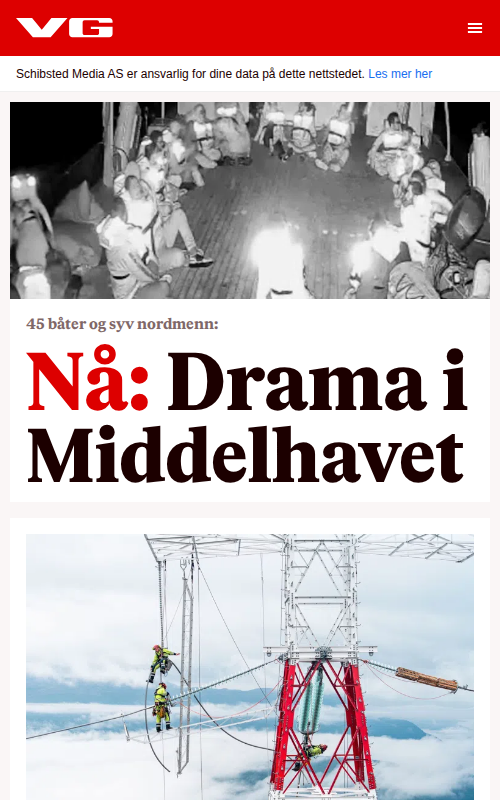 VG
Schibsted Media AS er ansvarlig for dine data på dette nettstedet. Les mer her
45 båter og syv nordmenn:
Nå: Drama i
Middelhavet